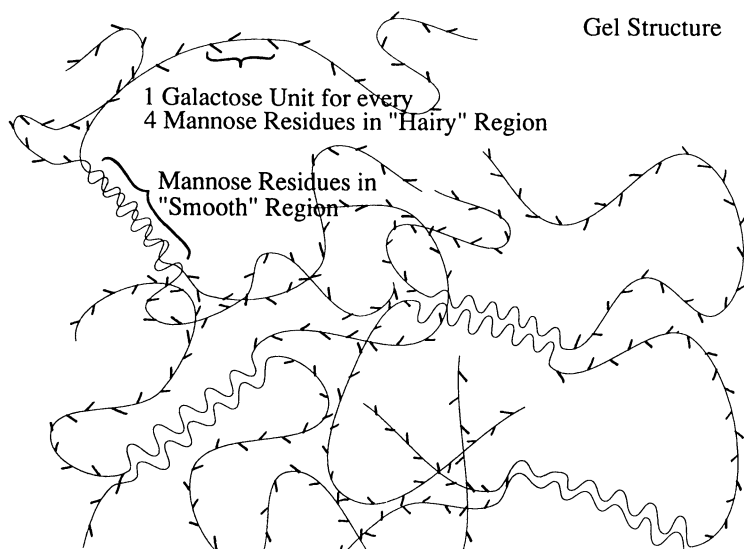 Gel Structure
1 Galactose Unit for every
4 Mannose Residues in "Hairy" Region
Mannose Residues in
"Smooth" Region